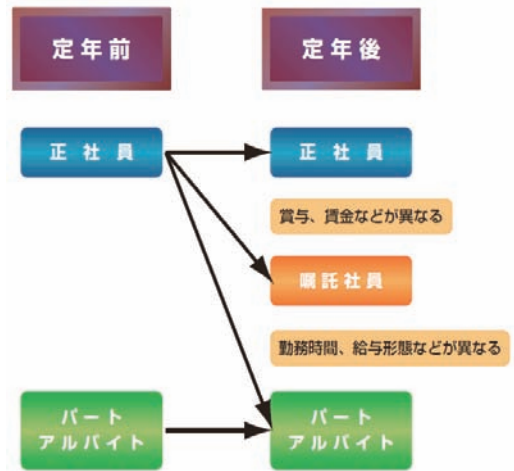 定年前
定年後
正社員
正社員
賞与、賃金などが異なる
嘱託社員
勤務時間、給与形態などが異なる
パート
アルバイト
パート
アルバイト